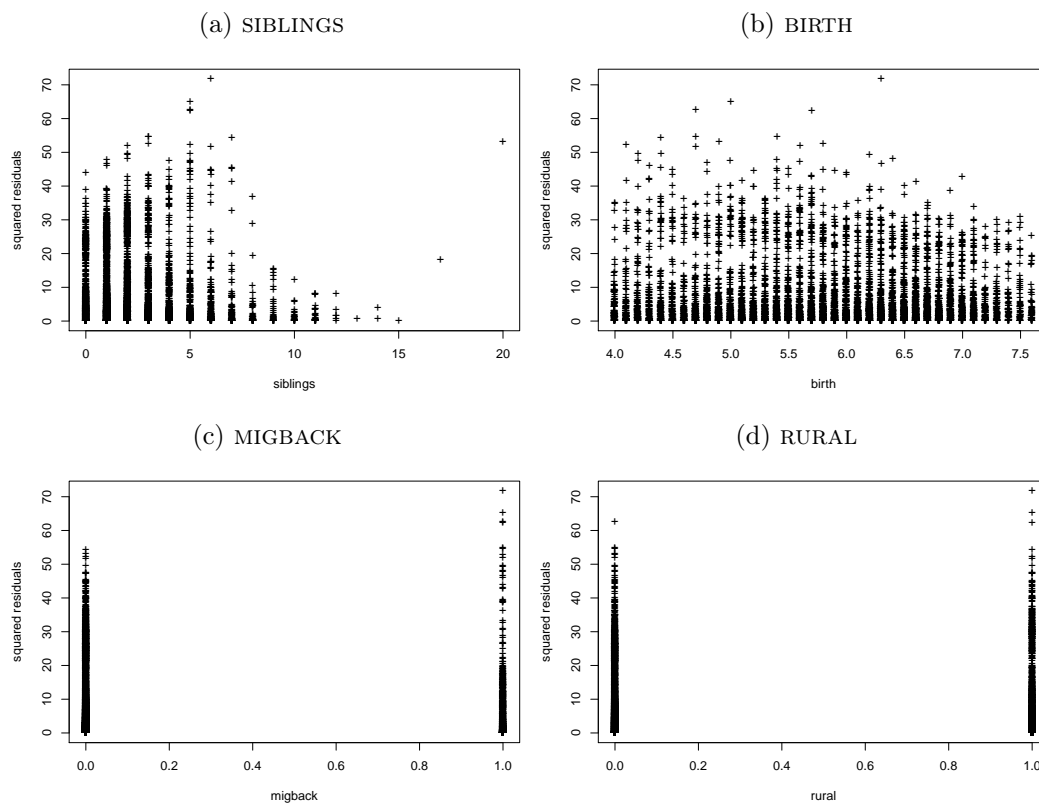 (a) SIBLINGS
squared residuals
0 10 20 30 40 50 60 70
0 5 10 15 20
siblings
(b) BIRTH
squared residuals
0 10 20 30 40 50 60 70
4.0 4.5 5.0 5.5 6.0 6.5 7.0 7.5
birth
(c) MIGBACK
squared residuals
0 10 20 30 40 50 60 70
0.0 0.2 0.4 0.6 0.8 1.0
migback
(d) RURAL
squared residuals
0 10 20 30 40 50 60 70
0.0 0.2 0.4 0.6 0.8 1.0
rural